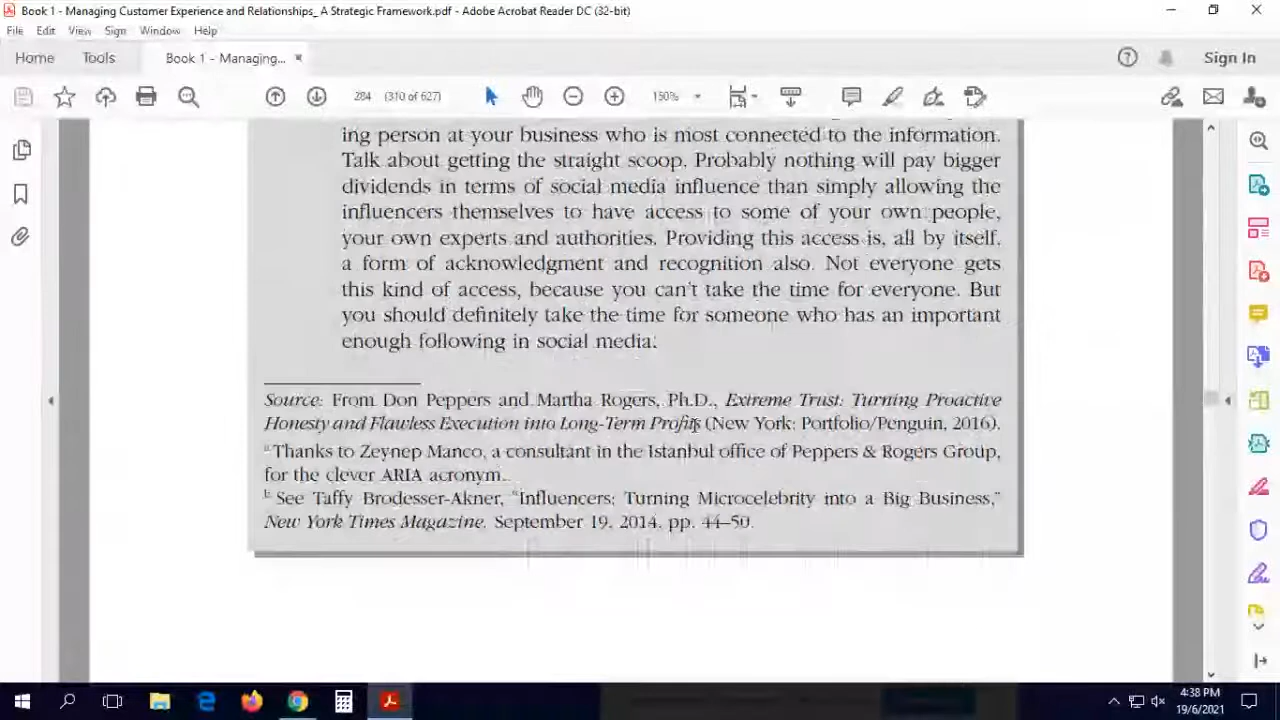 Book 1 - Managing Customer Experience and Relationships_ A Strategic Framework.pdf - Adobe Acrobat Reader DC (32-bit)
File Edit View Sign Window Help
Home Tools Book 1 - Managing... × Sign In
284 (310 of 627) 150%
ing person at your business who is most connected to the information.
Talk about getting the straight scoop. Probably nothing will pay bigger
dividends in terms of social media influence than simply allowing the
influencers themselves to have access to some of your own people,
your own experts and authorities. Providing this access is, all by itself,
a form of acknowledgment and recognition also. Not everyone gets
this kind of access, because you can't take the time for everyone. But
you should definitely take the time for someone who has an important
enough following in social media.
Source: From Don Peppers and Martha Rogers, Ph.D., Extreme Trust: Turning Proactive
Honesty and Flawless Execution into Long-Term Profits (New York: Portfolio/Penguin, 2016).
a Thanks to Zeynep Manco, a consultant in the Istanbul office of Peppers & Rogers Group,
for the clever ARIA acronym.
b See Taffy Brodesser-Akner, "Influencers: Turning Microcelebrity into a Big Business,"
New York Times Magazine, September 19, 2014, pp. 44–50.
4:38 PM
19/6/2021